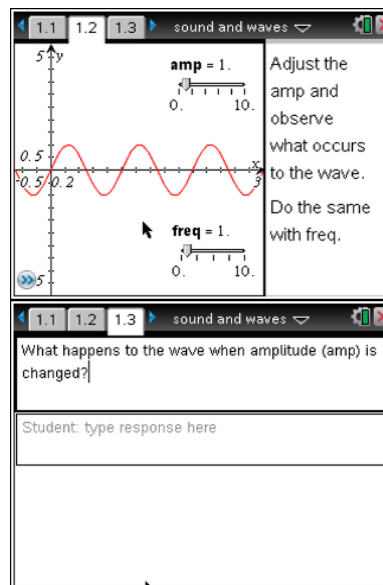 1.1 1.2 1.3 sound and waves
5 y
amp = 1.
0. 10.
0.5
x
-0.5 0.2 3
freq = 1.
0. 10.
5
Adjust the
amp and
observe
what occurs
to the wave.
Do the same
with freq.
1.1 1.2 1.3 sound and waves
What happens to the wave when amplitude (amp) is
changed?
Student: type response here